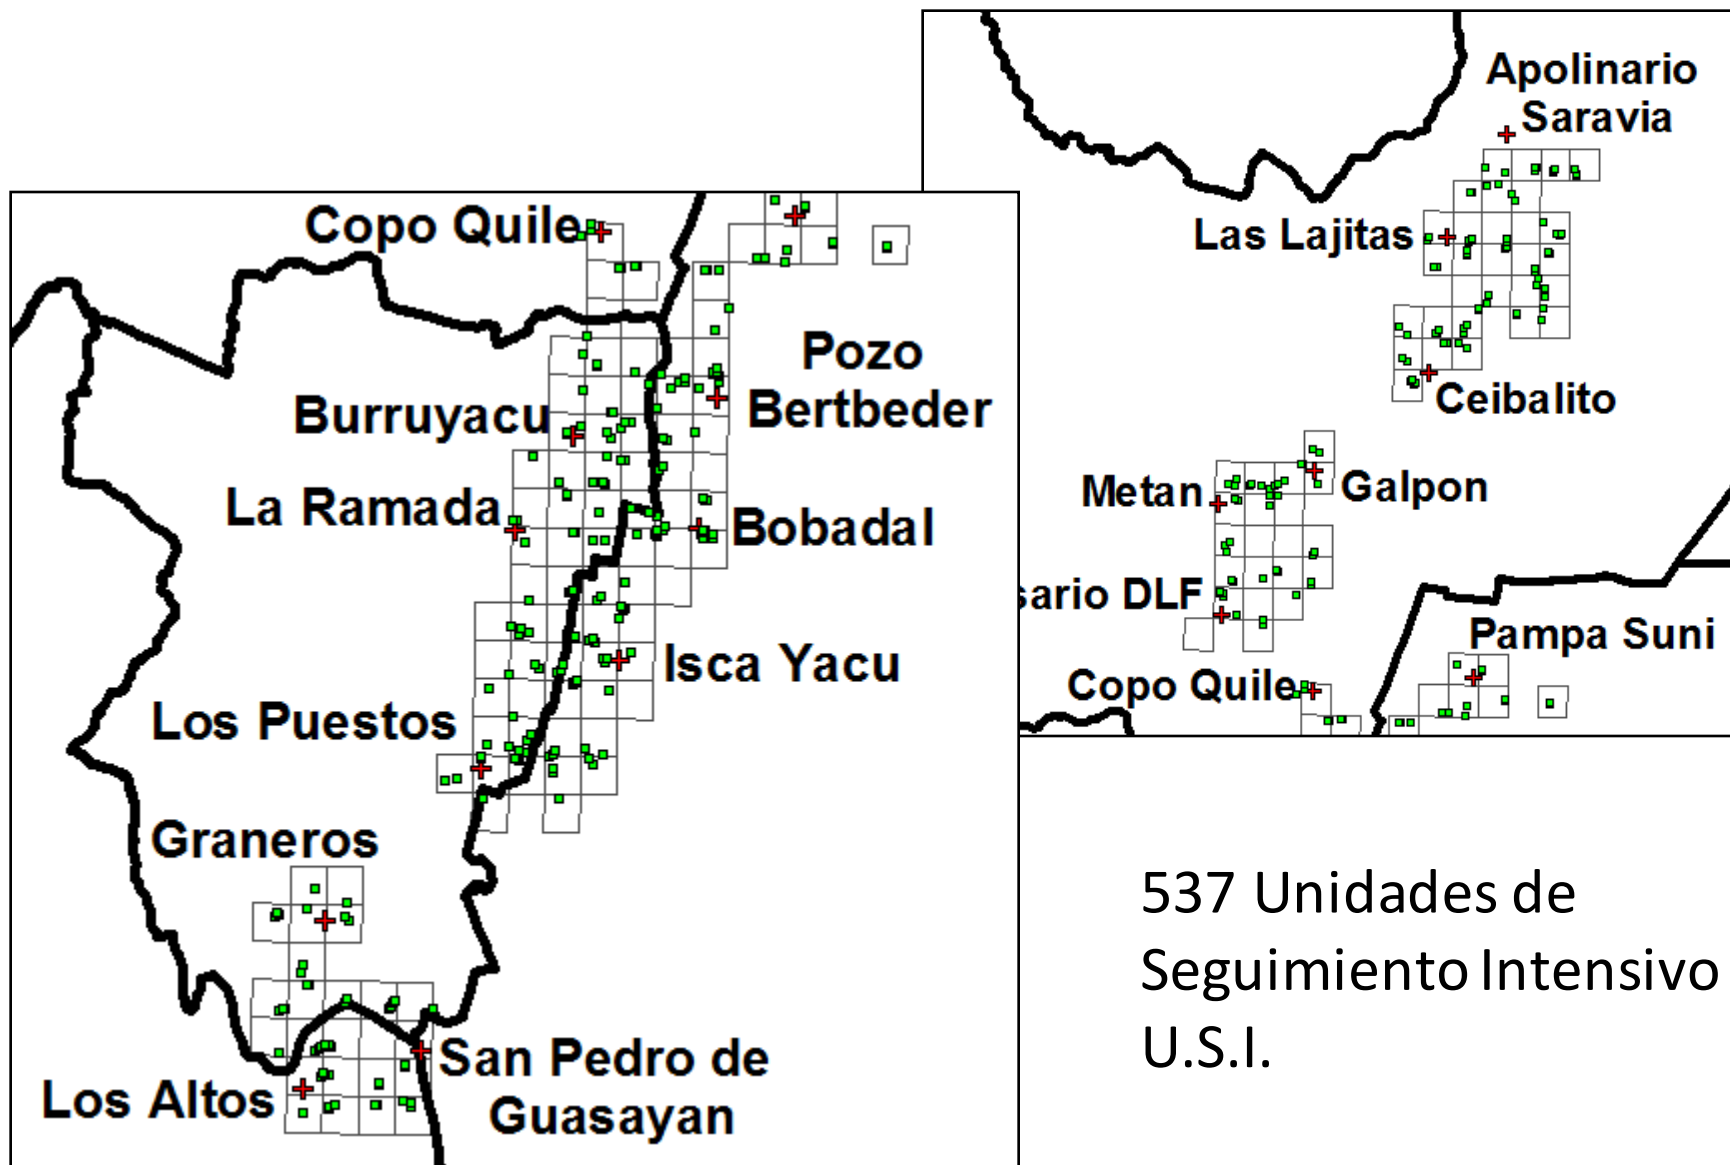 Copo Quile
Pozo
Bertbeder
Burruyacu
La Ramada
Bobadal
Isca Yacu
Los Puestos
Graneros
San Pedro de
Guasayan
Los Altos
Apolinario
Saravia
Las Lajitas
Ceibalito
Metan
Galpon
sario DLF
Pampa Suni
Copo Quile
537 Unidades de
Seguimiento Intensivo
U.S.I.